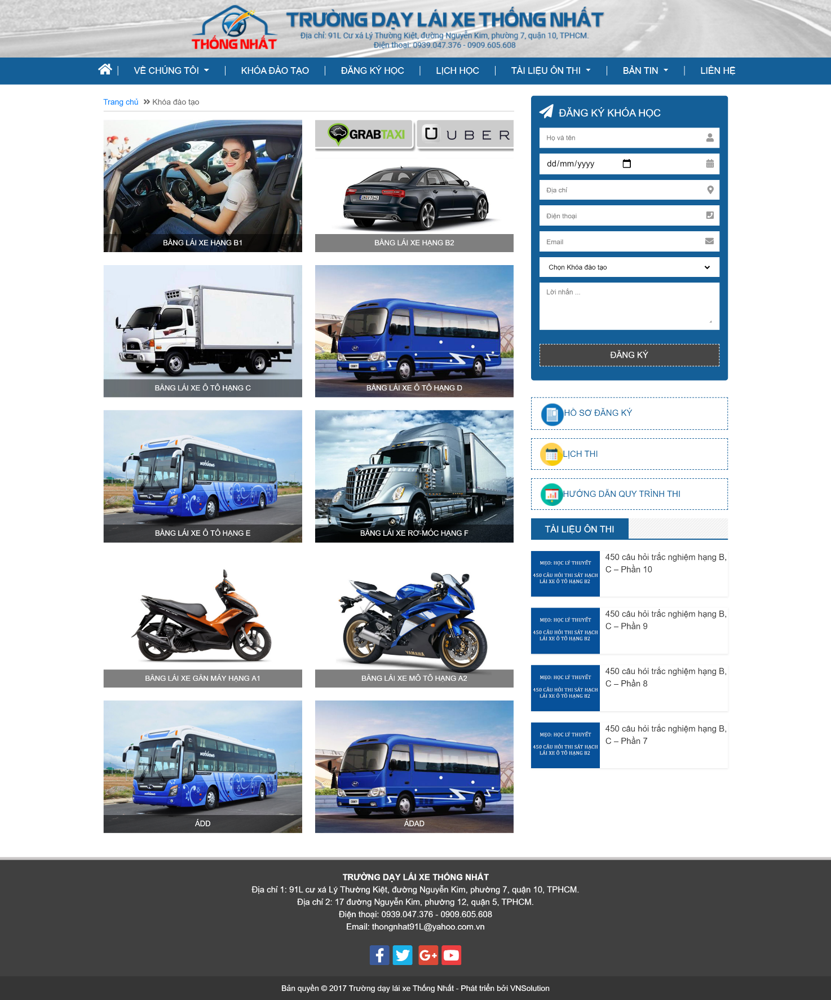 THỐNG NHẤT
TRƯỜNG DẠY LÁI XE THỐNG NHẤT
Địa chỉ: 91L Cư xá Lý Thường Kiệt, đường Nguyễn Kim, phường 7, quận 10, TPHCM.
Điện thoại: 0939.047.376 - 0909.605.608
VỀ CHÚNG TÔI
KHÓA ĐÀO TẠO
ĐĂNG KÝ HỌC
LỊCH HỌC
TÀI LIỆU ÔN THI
BẢN TIN
LIÊN HỆ
Trang chủ » Khóa đào tạo
BẰNG LÁI XE HẠNG B1
GRABTAXI
UBER
BẰNG LÁI XE HẠNG B2
BẰNG LÁI XE Ô TÔ HẠNG C
COUNTY
BẰNG LÁI XE Ô TÔ HẠNG D
mobihome
BẰNG LÁI XE Ô TÔ HẠNG E
BẰNG LÁI XE RƠ-MÓC HẠNG F
BẰNG LÁI XE GẮN MÁY HẠNG A1
YAMAHA
BẰNG LÁI XE MÔ TÔ HẠNG A2
mobihome
ÁDD
COUNTY
ÁDAD
ĐĂNG KÝ KHÓA HỌC
Họ và tên
dd/mm/yyyy
Địa chỉ
Điện thoại
Email
Chọn Khóa đào tạo
Lời nhắn ...
ĐĂNG KÝ
HỒ SƠ ĐĂNG KÝ
LỊCH THI
HƯỚNG DẪN QUY TRÌNH THI
TÀI LIỆU ÔN THI
MẸO: HỌC LÝ THUYẾT
450 CÂU HỎI THI SÁT HẠCH
LÁI XE Ô TÔ HẠNG B2
450 câu hỏi trắc nghiệm hạng B,
C – Phần 10
MẸO: HỌC LÝ THUYẾT
450 CÂU HỎI THI SÁT HẠCH
LÁI XE Ô TÔ HẠNG B2
450 câu hỏi trắc nghiệm hạng B,
C – Phần 9
MẸO: HỌC LÝ THUYẾT
450 CÂU HỎI THI SÁT HẠCH
LÁI XE Ô TÔ HẠNG B2
450 câu hỏi trắc nghiệm hạng B,
C – Phần 8
MẸO: HỌC LÝ THUYẾT
450 CÂU HỎI THI SÁT HẠCH
LÁI XE Ô TÔ HẠNG B2
450 câu hỏi trắc nghiệm hạng B,
C – Phần 7
TRƯỜNG DẠY LÁI XE THỐNG NHẤT
Địa chỉ 1: 91L cư xá Lý Thường Kiệt, đường Nguyễn Kim, phường 7, quận 10, TPHCM.
Địa chỉ 2: 17 đường Nguyễn Kim, phường 12, quận 5, TPHCM.
Điện thoại: 0939.047.376 - 0909.605.608
Email: thongnhat91L@yahoo.com.vn
Bản quyền © 2017 Trường dạy lái xe Thống Nhất - Phát triển bởi VNSolution